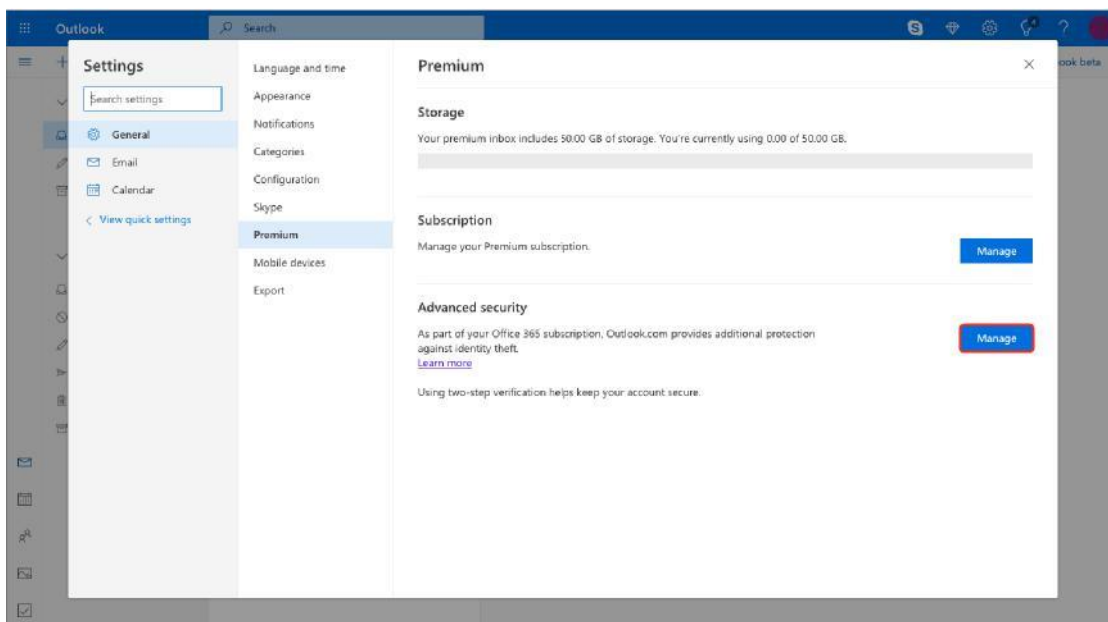 Outlook
Search
ook beta
Settings
Search settings
General
Email
Calendar
View quick settings
Language and time
Appearance
Notifications
Categories
Configuration
Skype
Premium
Mobile devices
Export
Premium
Storage
Your premium inbox includes 50.00 GB of storage. You're currently using 0.00 of 50.00 GB.
Subscription
Manage your Premium subscription.
Manage
Advanced security
As part of your Office 365 subscription, Outlook.com provides additional protection
against identity theft.
Learn more
Manage
Using two-step verification helps keep your account secure.